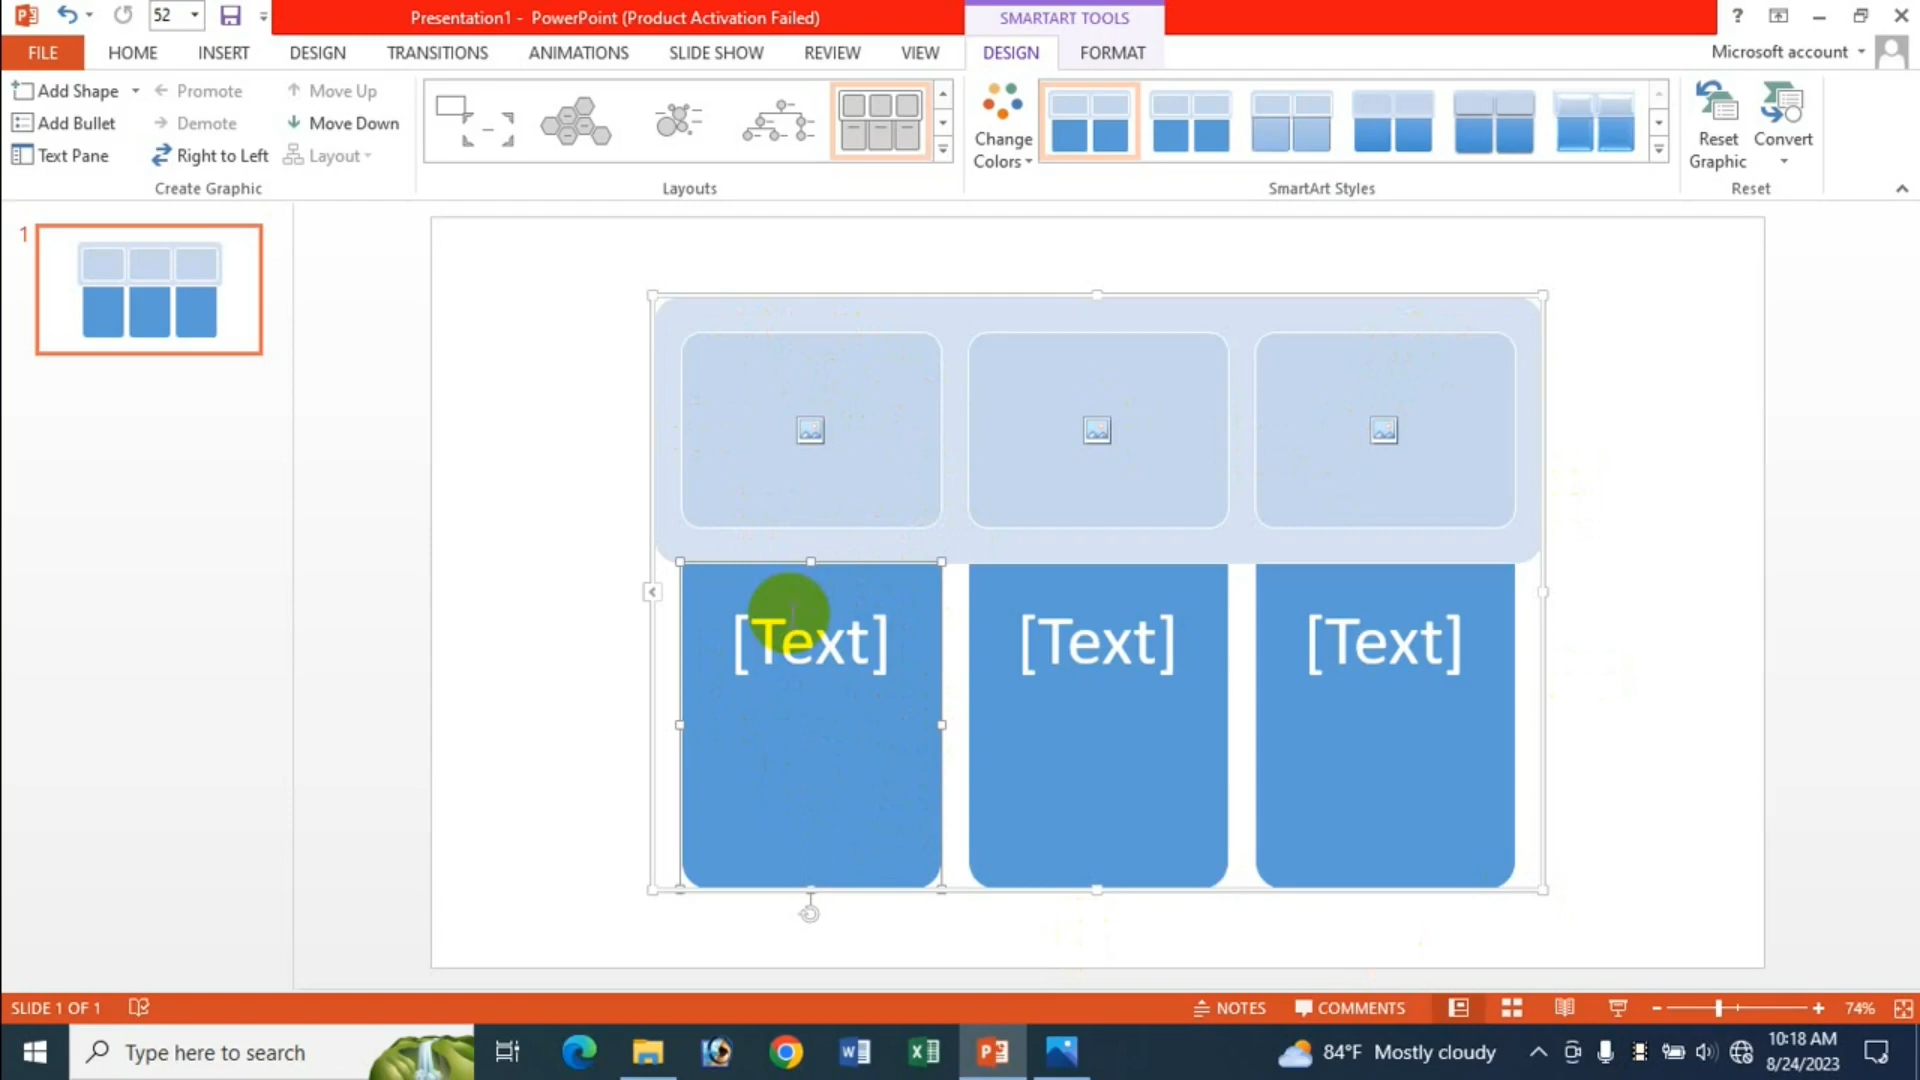 52
Presentation1 - PowerPoint (Product Activation Failed)
SMARTART TOOLS
?
FILE
HOME
INSERT
DESIGN
TRANSITIONS
ANIMATIONS
SLIDE SHOW
REVIEW
VIEW
DESIGN
FORMAT
Microsoft account
Add Shape
Promote
Move Up
Add Bullet
Demote
Move Down
Text Pane
Right to Left
Layout
Create Graphic
Layouts
Change
Colors
SmartArt Styles
Reset
Graphic
Convert
Reset
1
[Text]
[Text]
[Text]
SLIDE 1 OF 1
NOTES
COMMENTS
74%
Type here to search
84°F Mostly cloudy
10:18 AM
8/24/2023